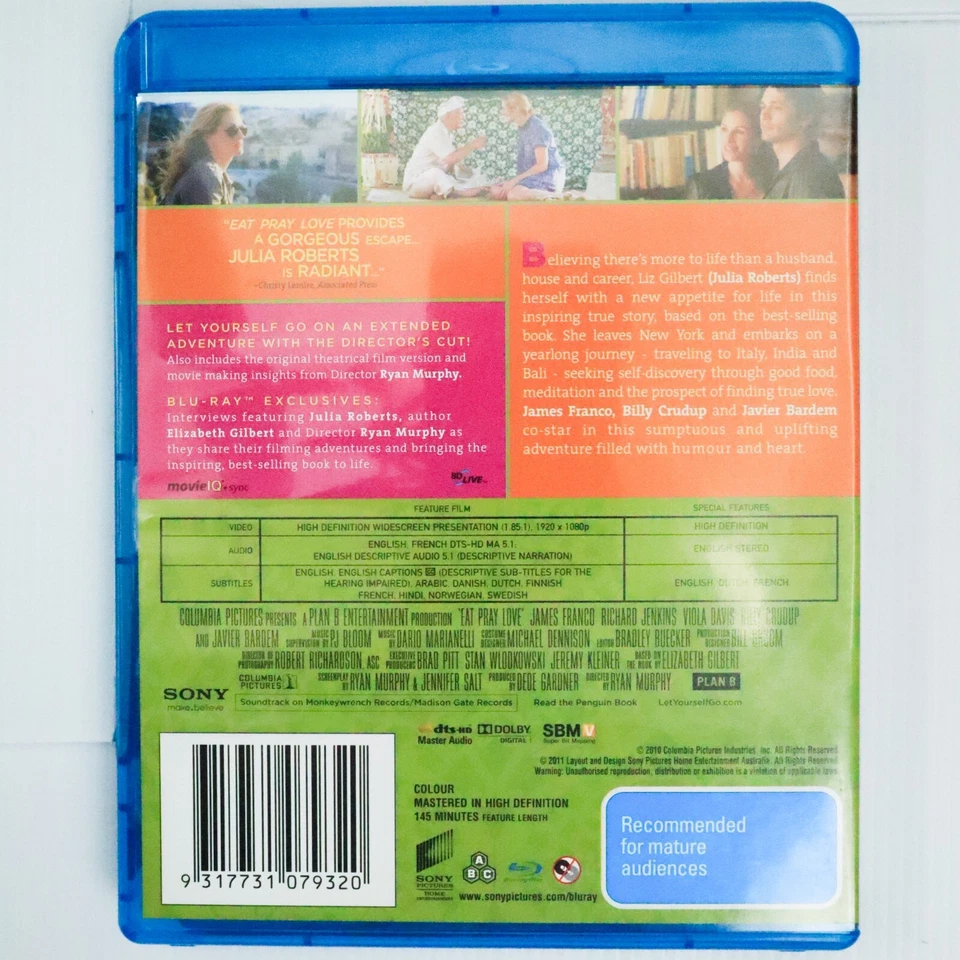 "EAT PRAY LOVE PROVIDES
A GORGEOUS ESCAPE...
JULIA ROBERTS
IS RADIANT..."
-Christy Lemire, Associated Press
LET YOURSELF GO ON AN EXTENDED
ADVENTURE WITH THE DIRECTOR'S CUT!
Also includes the original theatrical film version and
movie making insights from Director Ryan Murphy.
BLU-RAY™ EXCLUSIVES:
Interviews featuring Julia Roberts, author
Elizabeth Gilbert and Director Ryan Murphy as
they share their filming adventures and bringing the
inspiring, best-selling book to life.
movieIQ+sync
BD LIVE™
Believing there's more to life than a husband,
house and career, Liz Gilbert (Julia Roberts) finds
herself with a new appetite for life in this
inspiring true story, based on the best-selling
book. She leaves New York and embarks on a
yearlong journey - traveling to Italy, India and
Bali - seeking self-discovery through good food,
meditation and the prospect of finding true love.
James Franco, Billy Crudup and Javier Bardem
co-star in this sumptuous and uplifting
adventure filled with humour and heart.
FEATURE FILM SPECIAL FEATURES
VIDEO HIGH DEFINITION WIDESCREEN PRESENTATION (1.85:1), 1920 x 1080p HIGH DEFINITION
AUDIO ENGLISH, FRENCH DTS-HD MA 5.1; ENGLISH STEREO
ENGLISH DESCRIPTIVE AUDIO 5.1 (DESCRIPTIVE NARRATION)
SUBTITLES ENGLISH, ENGLISH CAPTIONS (DESCRIPTIVE SUB-TITLES FOR THE
HEARING IMPAIRED), ARABIC, DANISH, DUTCH, FINNISH
FRENCH, HINDI, NORWEGIAN, SWEDISH
ENGLISH, DUTCH, FRENCH
COLUMBIA PICTURES PRESENTS A PLAN B ENTERTAINMENT PRODUCTION "EAT PRAY LOVE" JAMES FRANCO RICHARD JENKINS VIOLA DAVIS BILLY CRUDUP
AND JAVIER BARDEM MUSIC SUPERVISION BY PJ BLOOM MUSIC BY DARIO MARIANELLI COSTUME DESIGNER MICHAEL DENNISON EDITOR BRADLEY BUECKER PRODUCTION DESIGNER BILL GROOM
DIRECTOR OF PHOTOGRAPHY ROBERT RICHARDSON, ASC EXECUTIVE PRODUCERS BRAD PITT STAN WLODKOWSKI JEREMY KLEINER BASED ON THE BOOK BY ELIZABETH GILBERT
COLUMBIA PICTURES SCREENPLAY BY RYAN MURPHY & JENNIFER SALT PRODUCED BY DEDE GARDNER DIRECTED BY RYAN MURPHY PLAN B
SONY
make.believe
Soundtrack on Monkeywrench Records/Madison Gate Records Read the Penguin Book LetYourselfGo.com
dts-HD
Master Audio
DOLBY
DIGITAL
SBMV
Super Bit Mapping
© 2010 Columbia Pictures Industries, Inc. All Rights Reserved.
© 2011 Layout and Design Sony Pictures Home Entertainment Australia. All Rights Reserved.
Warning: Unauthorised reproduction, distribution or exhibition is a violation of applicable laws.
COLOUR
MASTERED IN HIGH DEFINITION
145 MINUTES FEATURE LENGTH
SONY
PICTURES
HOME ENTERTAINMENT
A
B C
www.sonypictures.com/bluray
Recommended
for mature
audiences
9 317731 079320